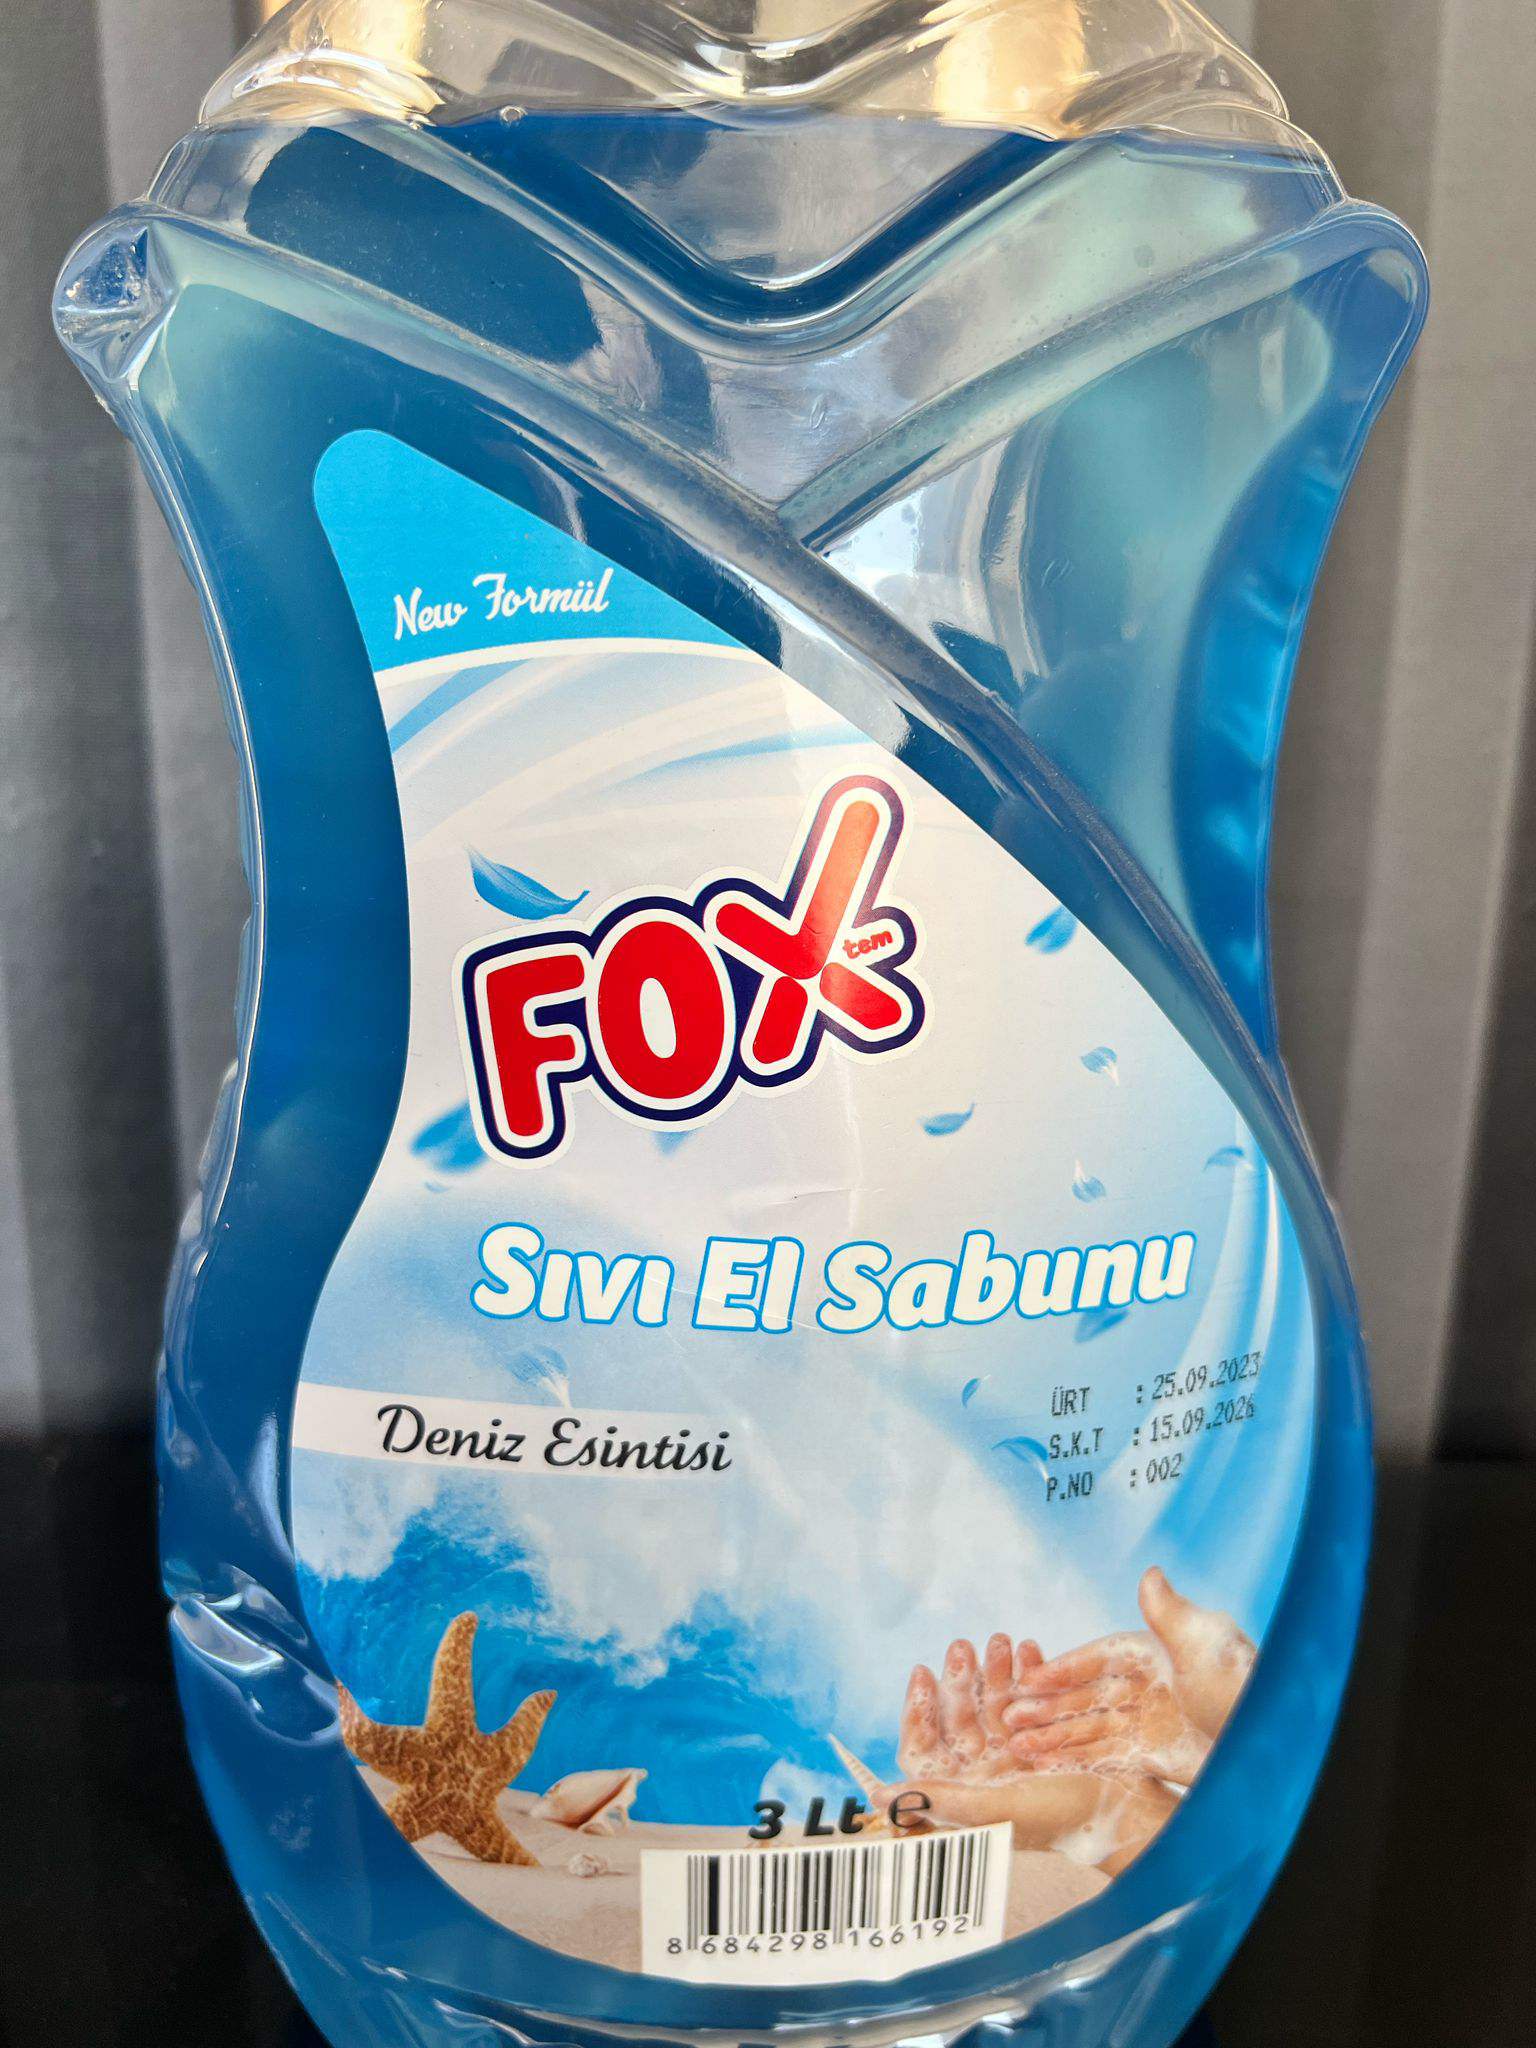 New Formül
FOX
tem
Sıvı El Sabunu
ÜRT : 25.09.2023
S.K.T : 15.09.2026
P.NO : 002
Deniz Esintisi
3 Lt ℮
8 684298 166192